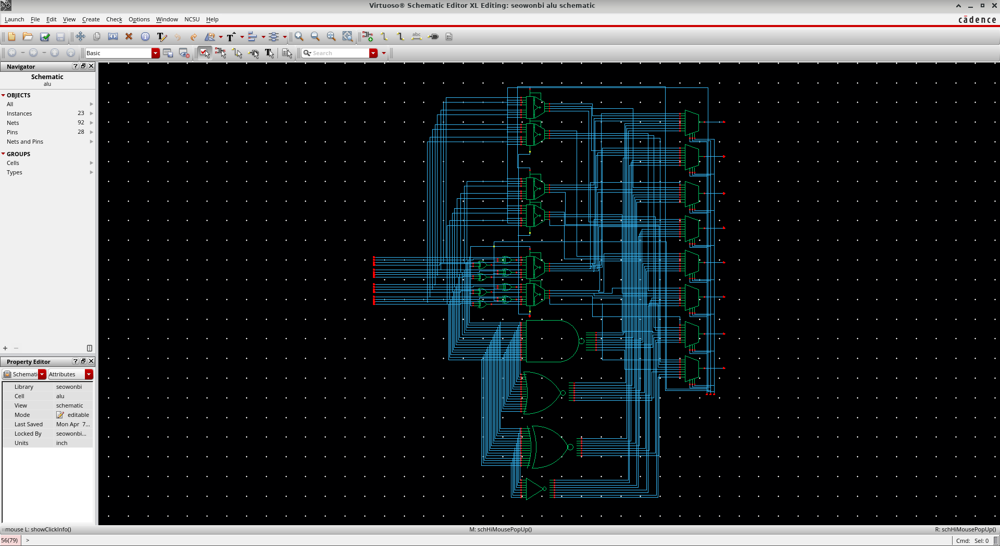 Virtuoso® Schematic Editor XL Editing: seowonbi alu schematic
Launch File Edit View Create Check Options Window NCSU Help
cādence
abc
Basic
Search
Navigator
Schematic
alu
OBJECTS
All
Instances 23
Nets 92
Pins 28
Nets and Pins
GROUPS
Cells
Types
Property Editor
Schemati Attributes
Library seowonbi
Cell alu
View schematic
Mode editable
Last Saved Mon Apr 7...
Locked By seowonbi...
Units inch
mouse L: showClickInfo() M: schHiMousePopUp() R: schHiMousePopUp()
56(79) > Cmd: Sel: 0